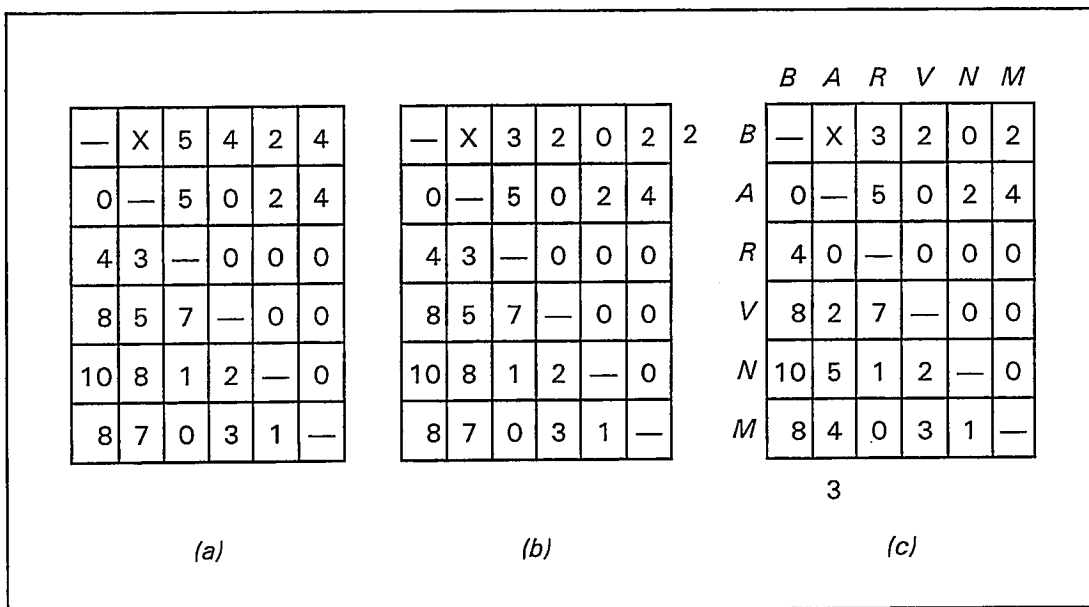 B A R V N M
— X 5 4 2 4 — X 3 2 0 2 2 B — X 3 2 0 2
0 — 5 0 2 4 0 — 5 0 2 4 A 0 — 5 0 2 4
4 3 — 0 0 0 4 3 — 0 0 0 R 4 0 — 0 0 0
8 5 7 — 0 0 8 5 7 — 0 0 V 8 2 7 — 0 0
10 8 1 2 — 0 10 8 1 2 — 0 N 10 5 1 2 — 0
8 7 0 3 1 — 8 7 0 3 1 — M 8 4 0 3 1 —
3
(a) (b) (c)